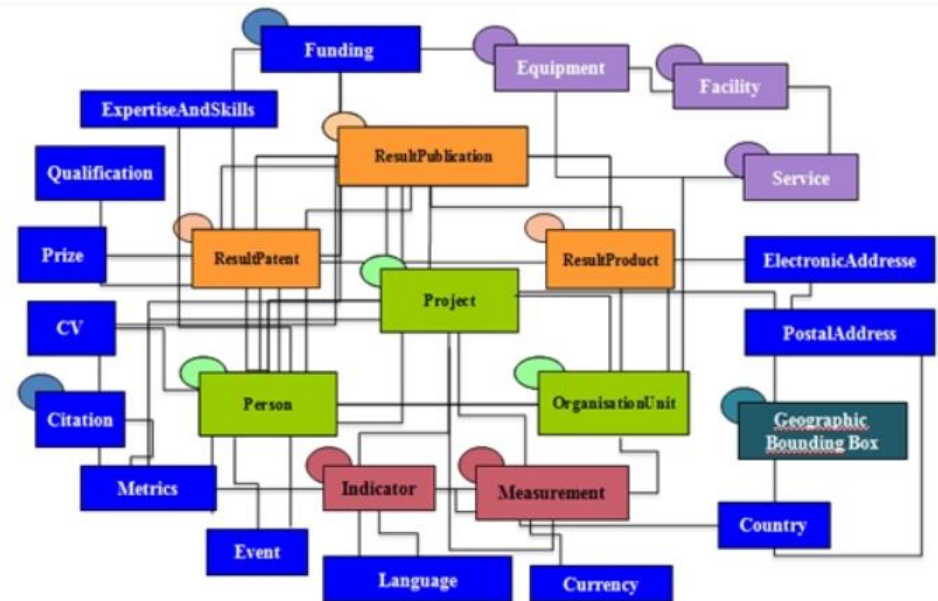 Funding
Equipment
Facility
ExpertiseAndSkills
ResultPublication
Qualification
Service
Prize
ResultPatent
ResultProduct
ElectronicAddresse
Project
CV
PostalAddress
Person
OrganisationUnit
Citation
Geographic
Bounding Box
Metrics
Indicator
Measurement
Country
Event
Language
Currency